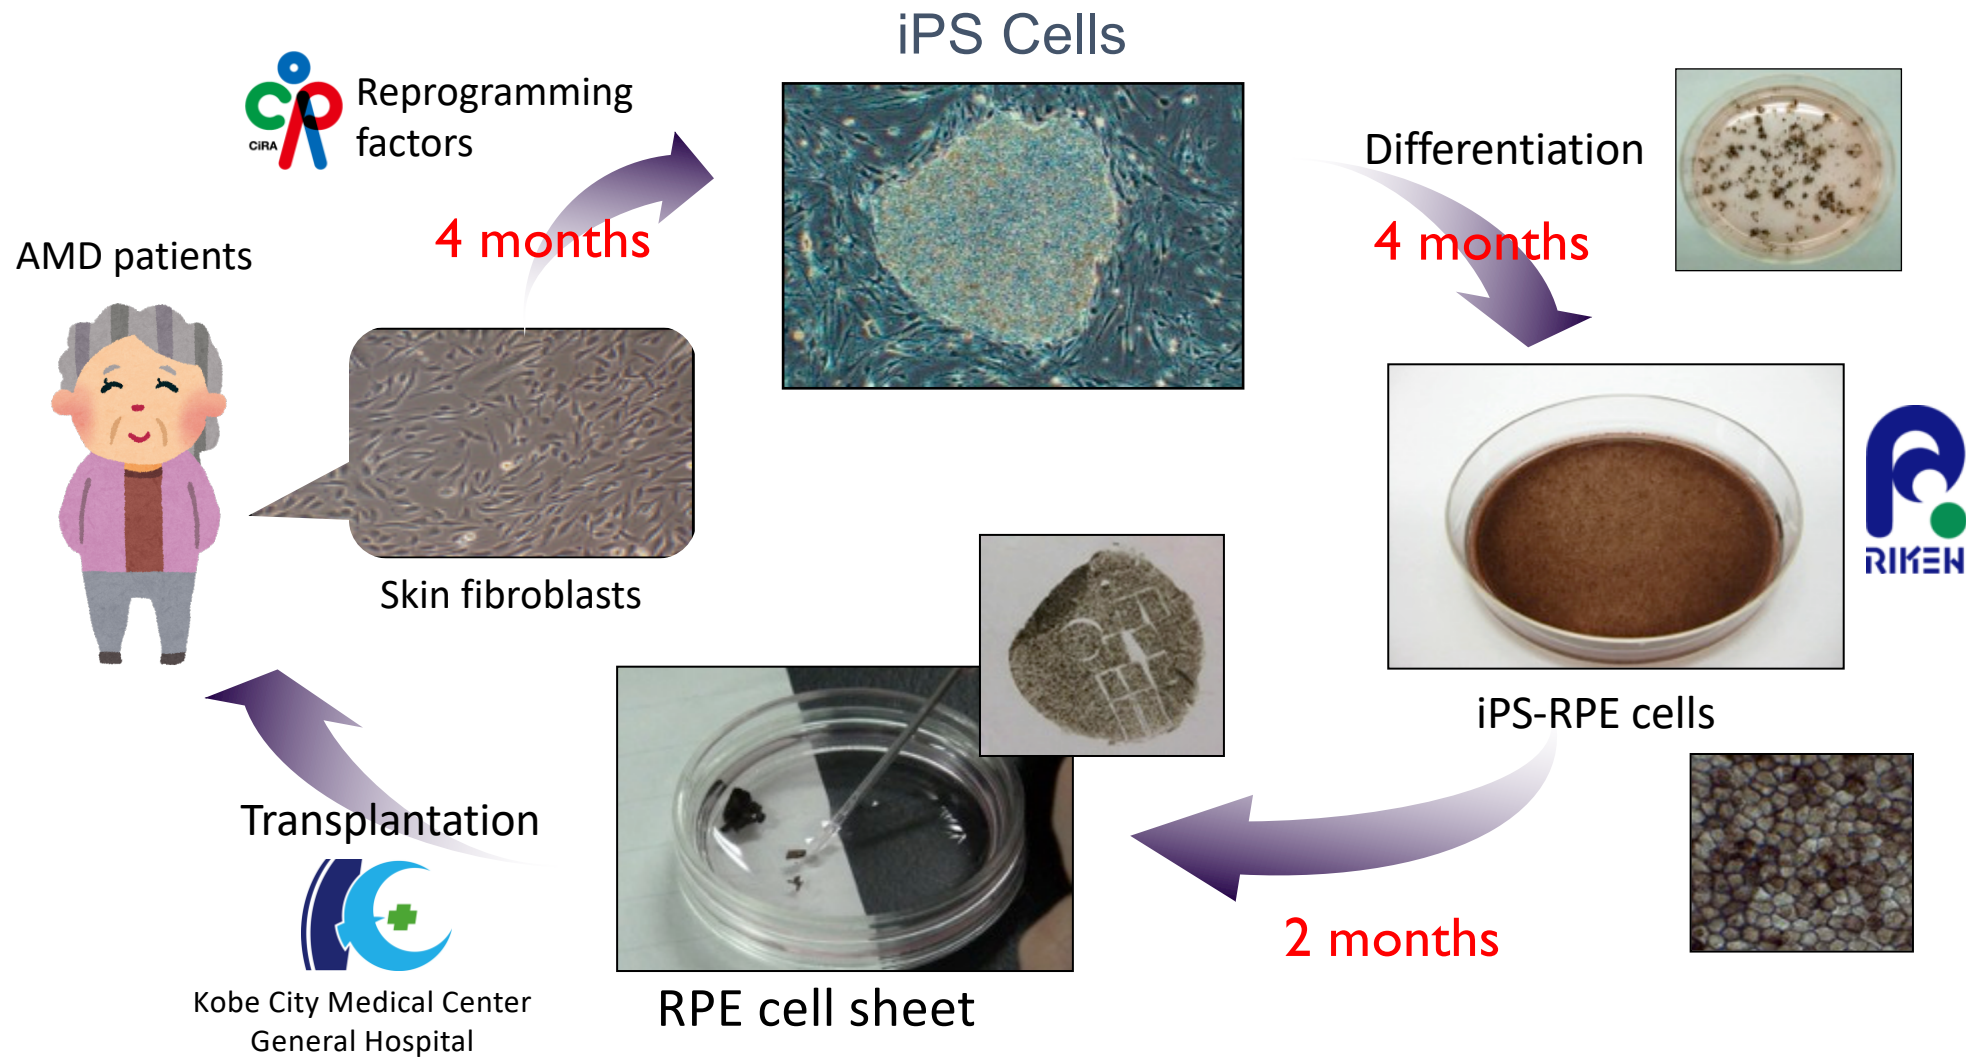 iPS Cells
CiRA
Reprogramming
factors
4 months
Differentiation
4 months
AMD patients
Skin fibroblasts
RIKEN
iPS-RPE cells
2 months
RPE cell sheet
Transplantation
Kobe City Medical Center
General Hospital